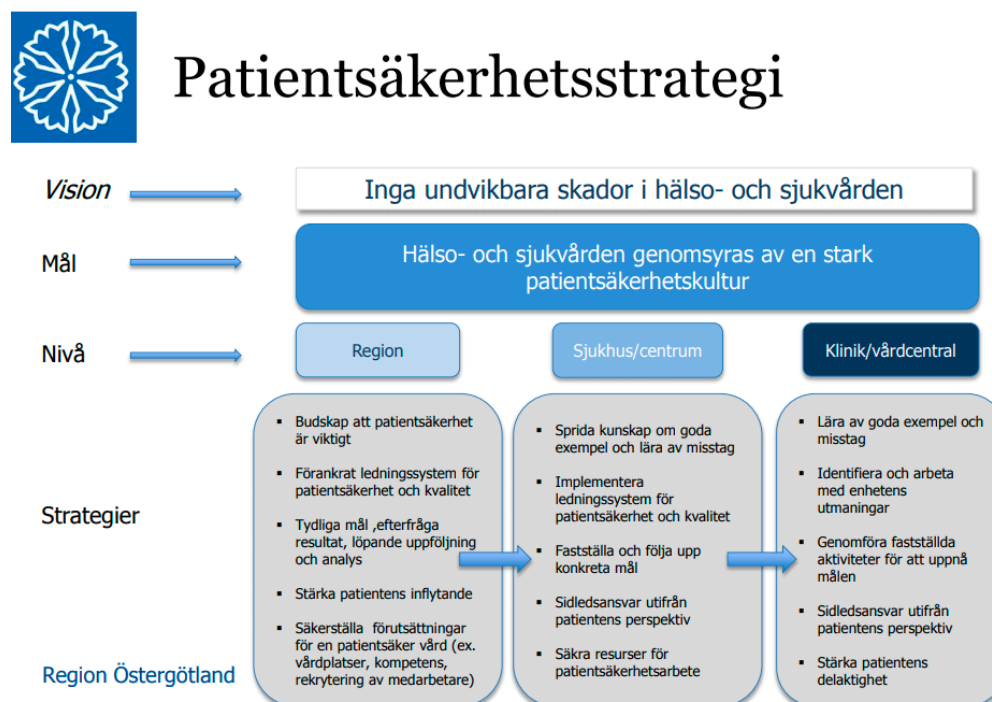 Patientsäkerhetsstrategi
Vision
Inga undvikbara skador i hälso- och sjukvården
Mål
Hälso- och sjukvården genomsyras av en stark
patientsäkerhetskultur
Nivå
Region
Sjukhus/centrum
Klinik/vårdcentral
Strategier
▪ Budskap att patientsäkerhet
är viktigt
▪ Förankrat ledningssystem för
patientsäkerhet och kvalitet
▪ Tydliga mål ,efterfråga
resultat, löpande uppföljning
och analys
▪ Stärka patientens inflytande
▪ Säkerställa förutsättningar
för en patientsäker vård (ex.
vårdplatser, kompetens,
rekrytering av medarbetare)
▪ Sprida kunskap om goda
exempel och lära av misstag
▪ Implementera
ledningssystem för
patientsäkerhet och kvalitet
▪ Fastställa och följa upp
konkreta mål
▪ Sidledsansvar utifrån
patientens perspektiv
▪ Säkra resurser för
patientsäkerhetsarbete
▪ Lära av goda exempel och
misstag
▪ Identifiera och arbeta
med enhetens
utmaningar
▪ Genomföra fastställda
aktiviteter för att uppnå
målen
▪ Sidledsansvar utifrån
patientens perspektiv
▪ Stärka patientens
delaktighet
Region Östergötland